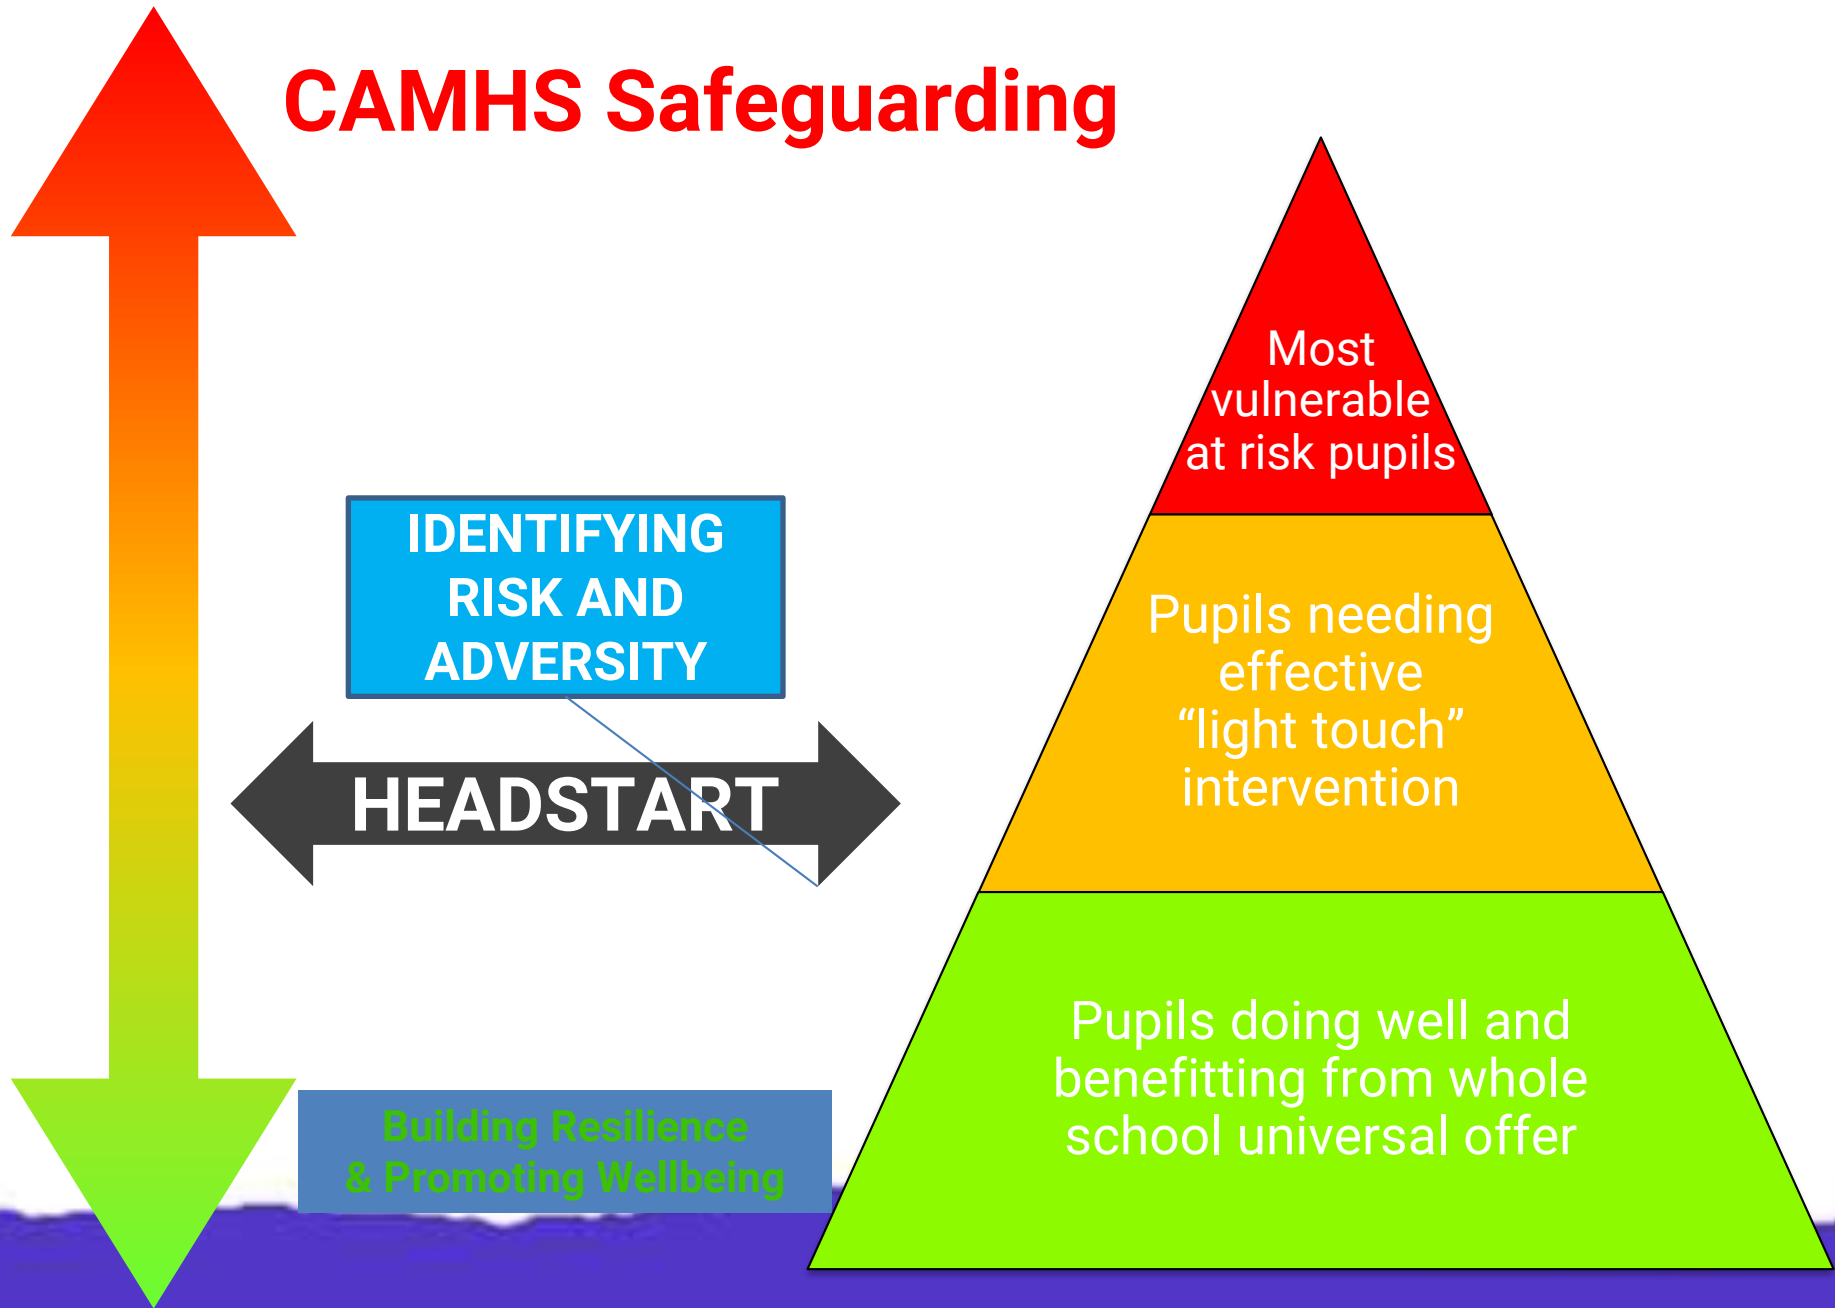 CAMHS Safeguarding
Most
vulnerable
at risk pupils
IDENTIFYING
RISK AND
ADVERSITY
Pupils needing
effective
“light touch”
intervention
HEADSTART
Pupils doing well and
benefitting from whole
school universal offer
Building Resilience
& Promoting Wellbeing